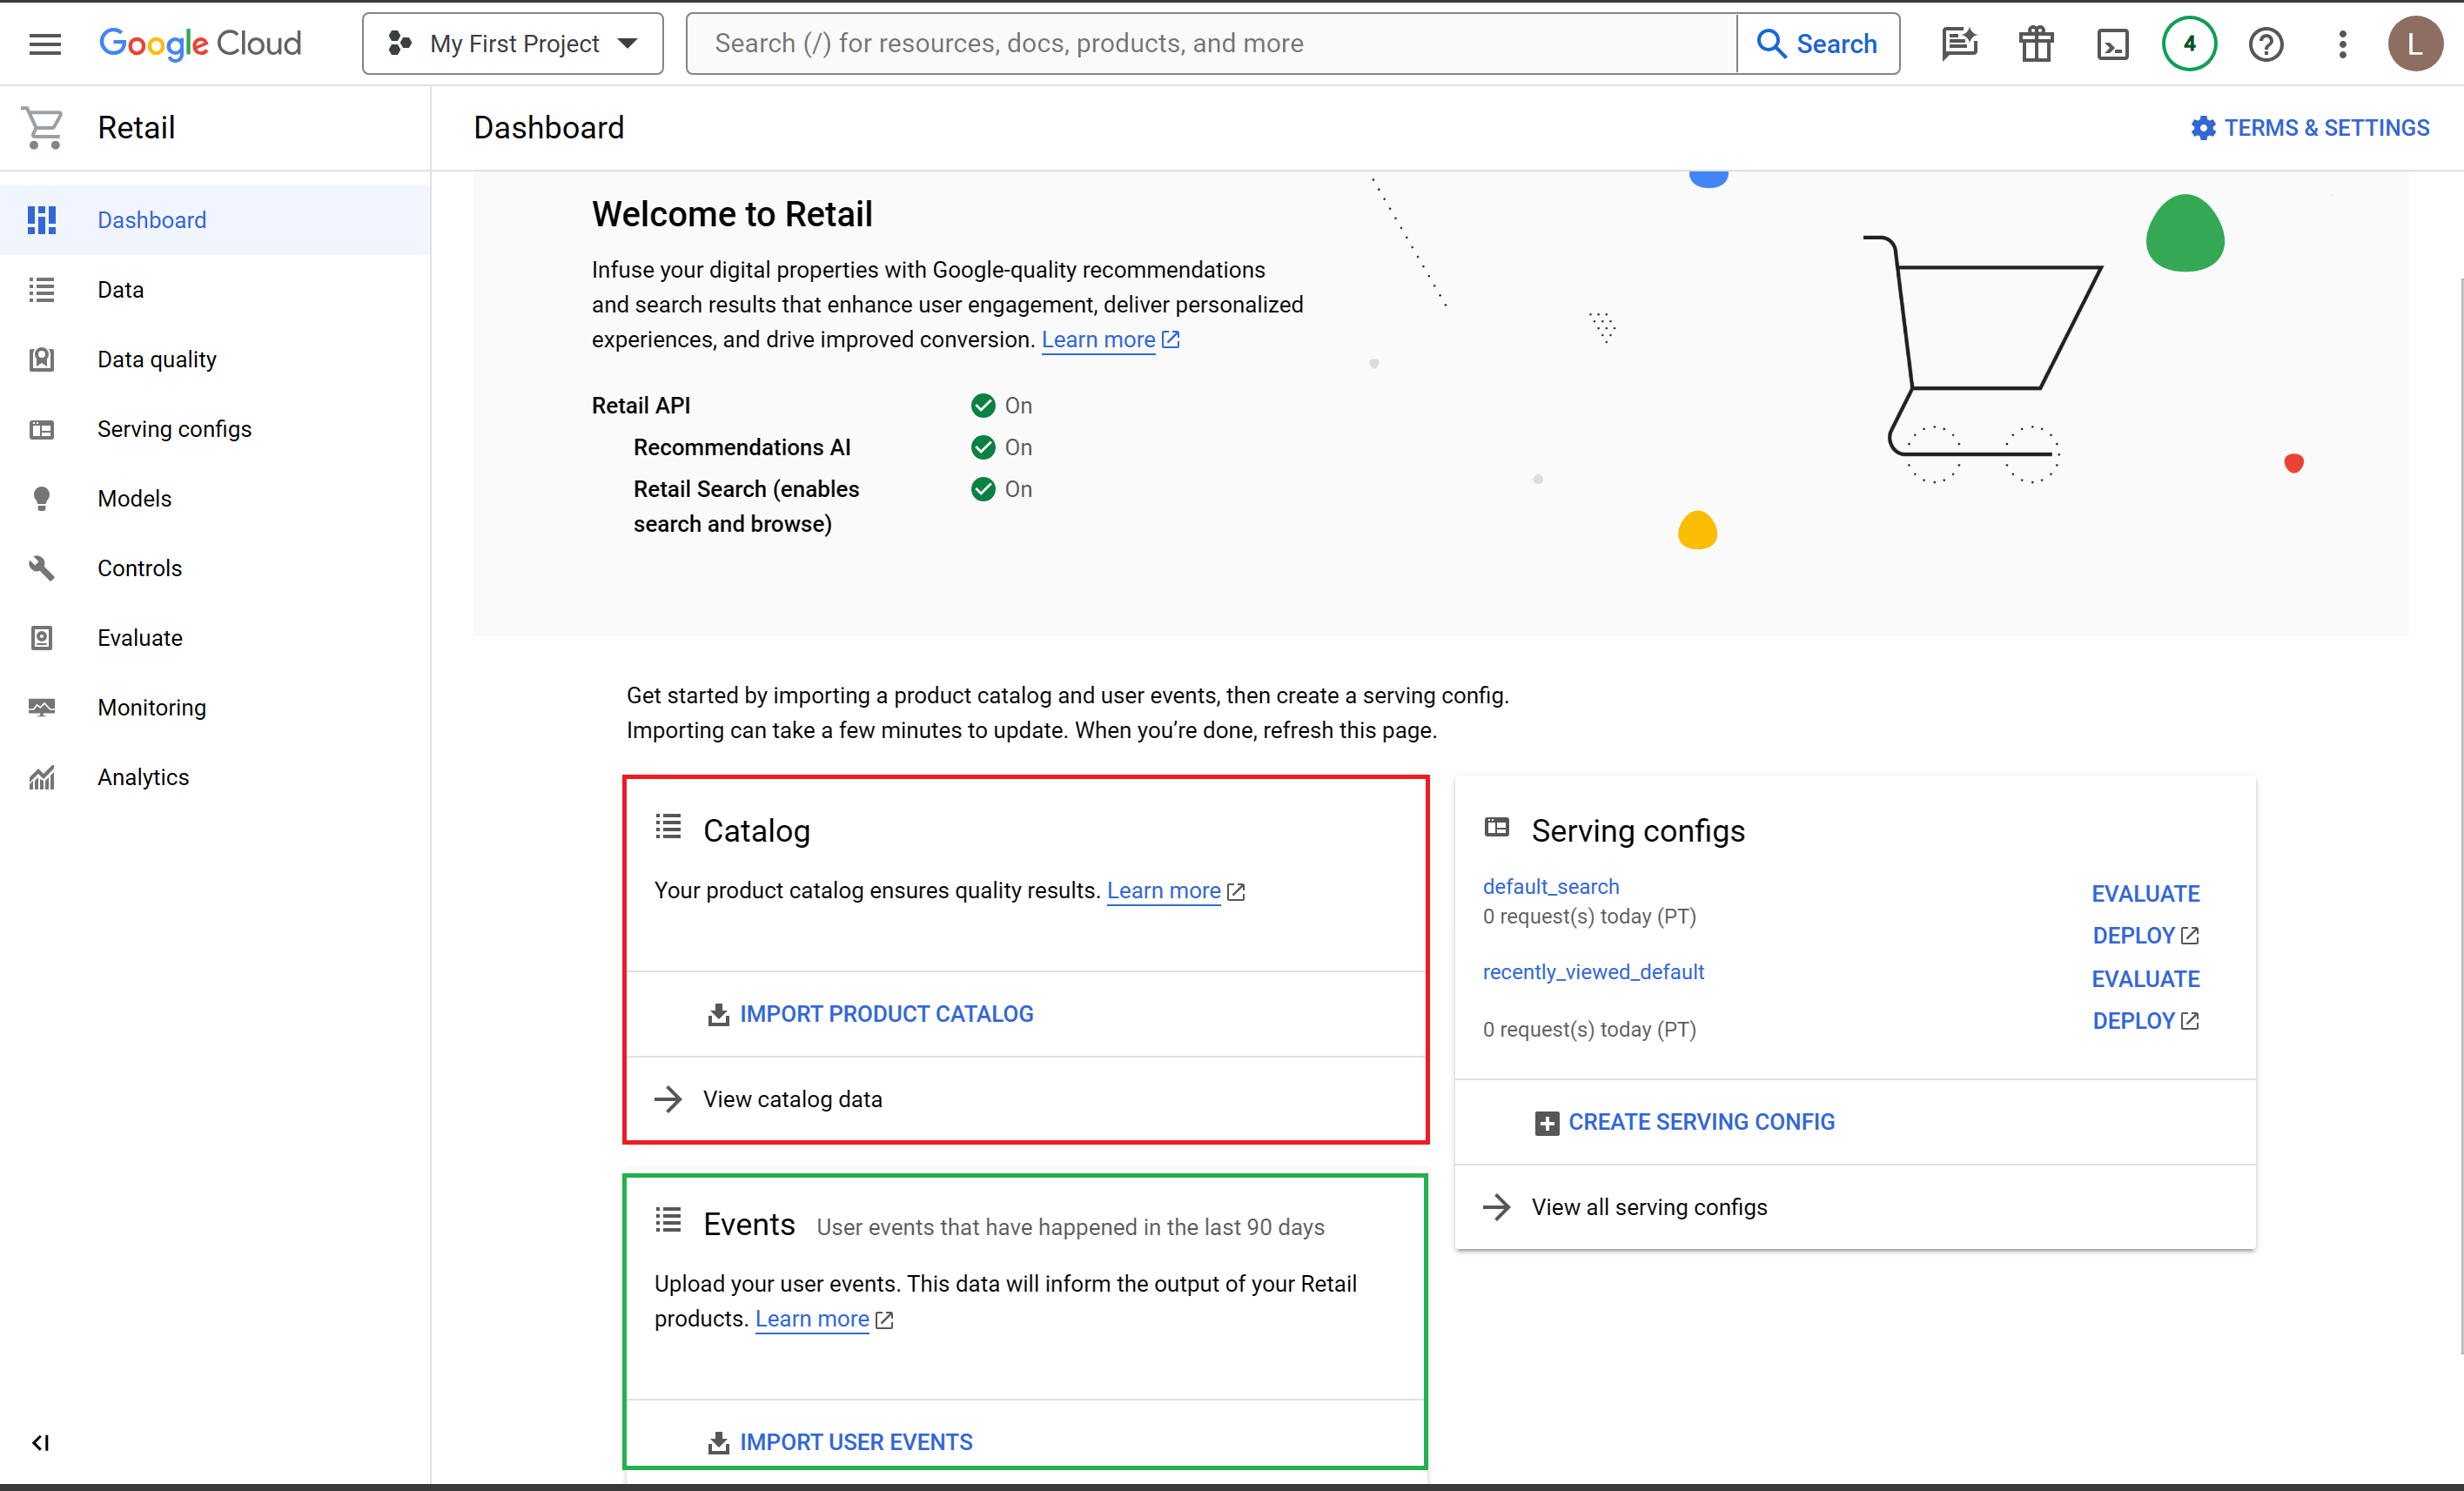 Google Cloud
My First Project
Search (/) for resources, docs, products, and more
Search
4
L
Retail
Dashboard
TERMS & SETTINGS
Dashboard
Data
Data quality
Serving configs
Models
Controls
Evaluate
Monitoring
Analytics
Welcome to Retail
Infuse your digital properties with Google-quality recommendations
and search results that enhance user engagement, deliver personalized
experiences, and drive improved conversion. Learn more
Retail API On
Recommendations AI On
Retail Search (enables On
search and browse)
Get started by importing a product catalog and user events, then create a serving config.
Importing can take a few minutes to update. When you’re done, refresh this page.
Catalog
Your product catalog ensures quality results. Learn more
IMPORT PRODUCT CATALOG
View catalog data
Events User events that have happened in the last 90 days
Upload your user events. This data will inform the output of your Retail
products. Learn more
IMPORT USER EVENTS
Serving configs
default_search
EVALUATE
0 request(s) today (PT)
DEPLOY
recently_viewed_default
EVALUATE
0 request(s) today (PT)
DEPLOY
CREATE SERVING CONFIG
View all serving configs